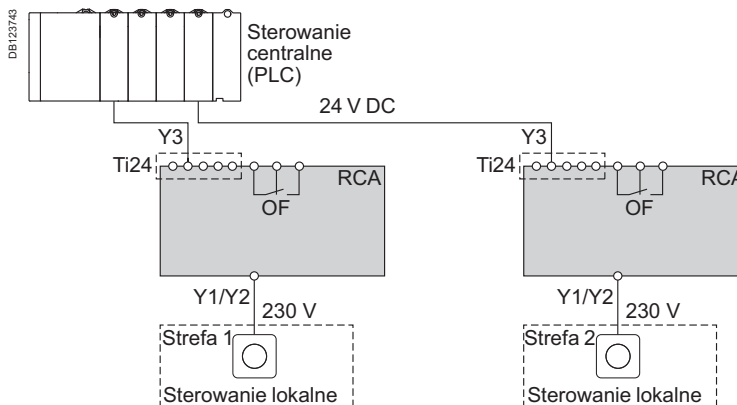 DB123743
Sterowanie
centralne
(PLC)
24 V DC
Y3
Y3
Ti24
RCA
OF
Ti24
RCA
OF
Y1/Y2
230 V
Y1/Y2
230 V
Strefa 1
Sterowanie lokalne
Strefa 2
Sterowanie lokalne